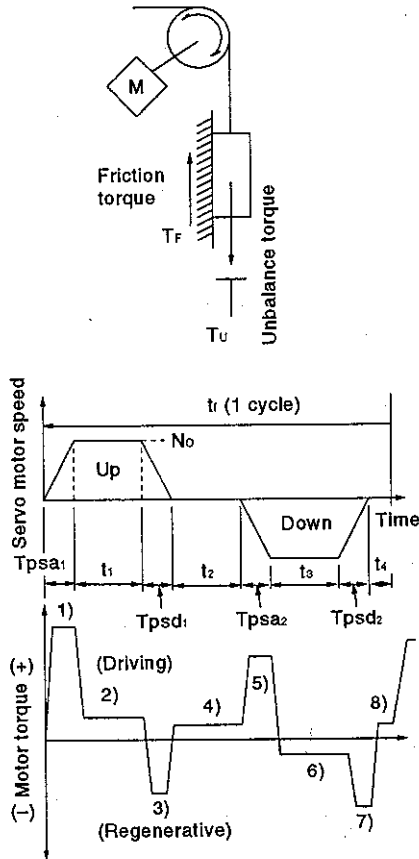 M
Friction
torque
TF
Unbalance torque
TU
Servo motor speed
tf (1 cycle)
No
Up
Time
Down
Tpsa1
t1
t2
t3
t4
Tpsd1
Tpsa2
Tpsd2
Motor torque
(+)
(−)
1)
(Driving)
2)
3)
4)
5)
6)
7)
8)
(Regenerative)